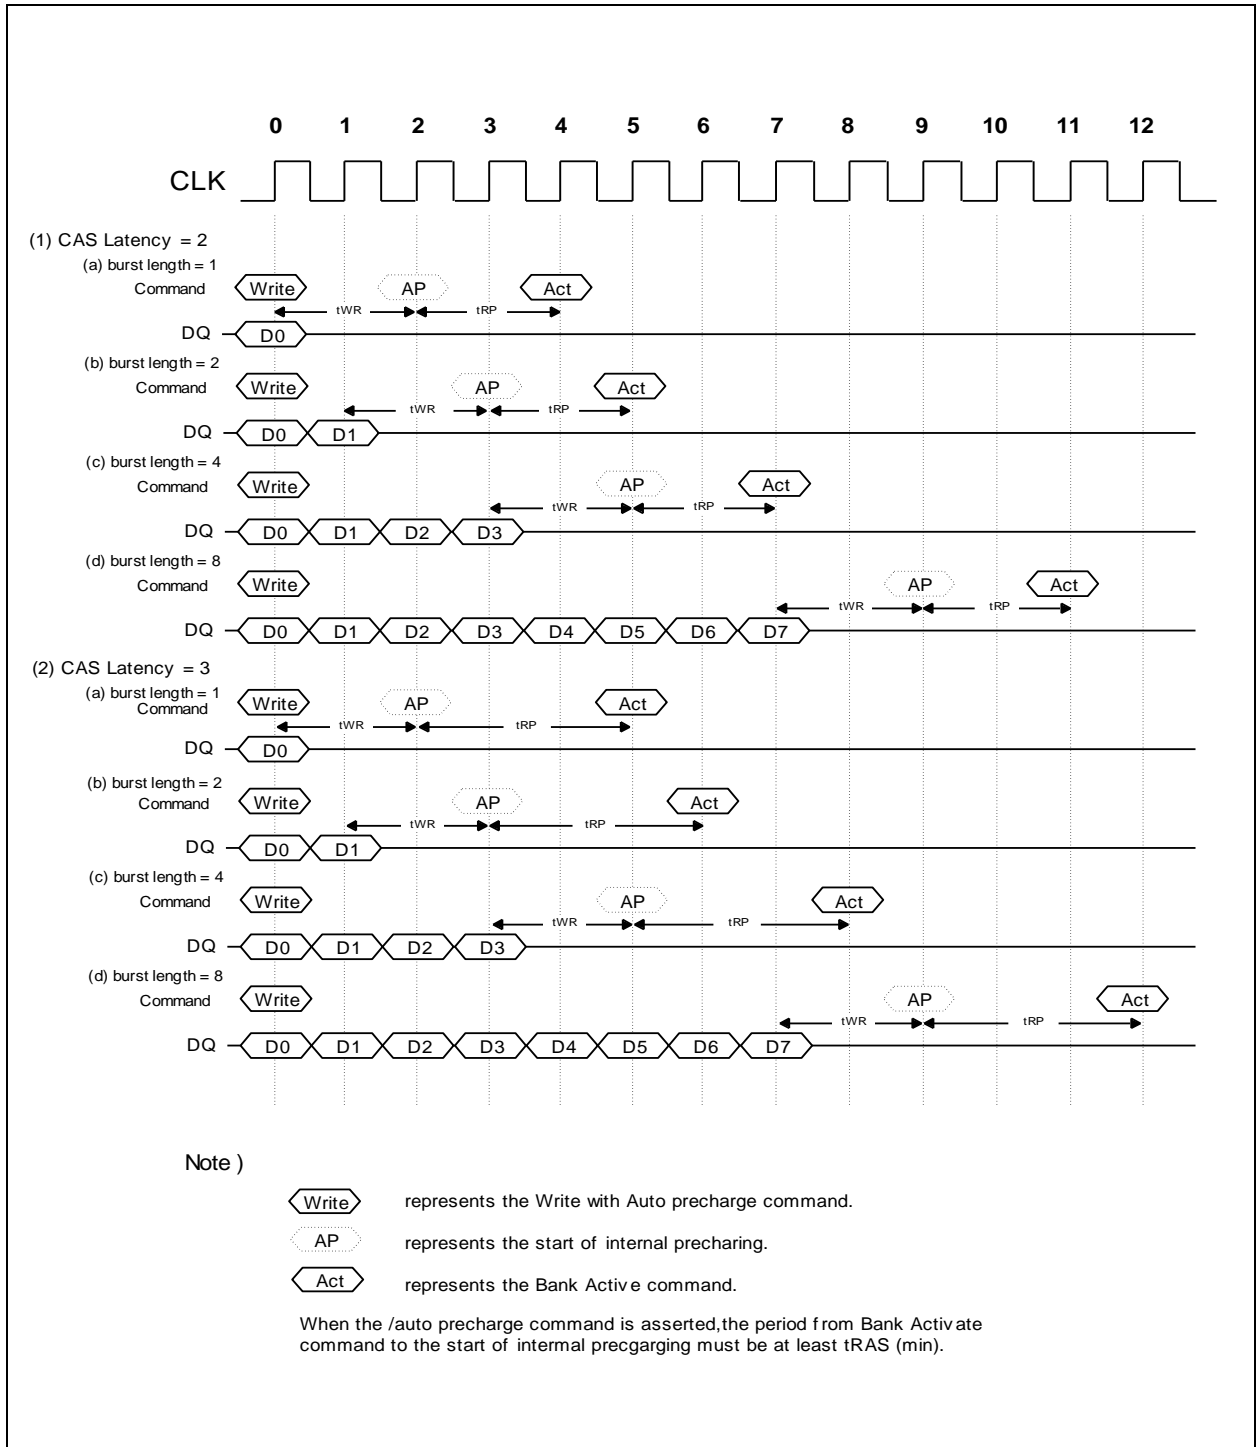 0 1 2 3 4 5 6 7 8 9 10 11 12
CLK
(1) CAS Latency = 2
(a) burst length = 1
Command Write AP Act
tWR tRP
DQ D0
(b) burst length = 2
Command Write AP Act
tWR tRP
DQ D0 D1
(c) burst length = 4
Command Write AP Act
tWR tRP
DQ D0 D1 D2 D3
(d) burst length = 8
Command Write AP Act
tWR tRP
DQ D0 D1 D2 D3 D4 D5 D6 D7
(2) CAS Latency = 3
(a) burst length = 1
Command Write AP Act
tWR tRP
DQ D0
(b) burst length = 2
Command Write AP Act
tWR tRP
DQ D0 D1
(c) burst length = 4
Command Write AP Act
tWR tRP
DQ D0 D1 D2 D3
(d) burst length = 8
Command Write AP Act
tWR tRP
DQ D0 D1 D2 D3 D4 D5 D6 D7
Note )
Write represents the Write with Auto precharge command.
AP represents the start of internal precharing.
Act represents the Bank Active command.
When the /auto precharge command is asserted,the period from Bank Activate
command to the start of intermal precgarging must be at least tRAS (min).